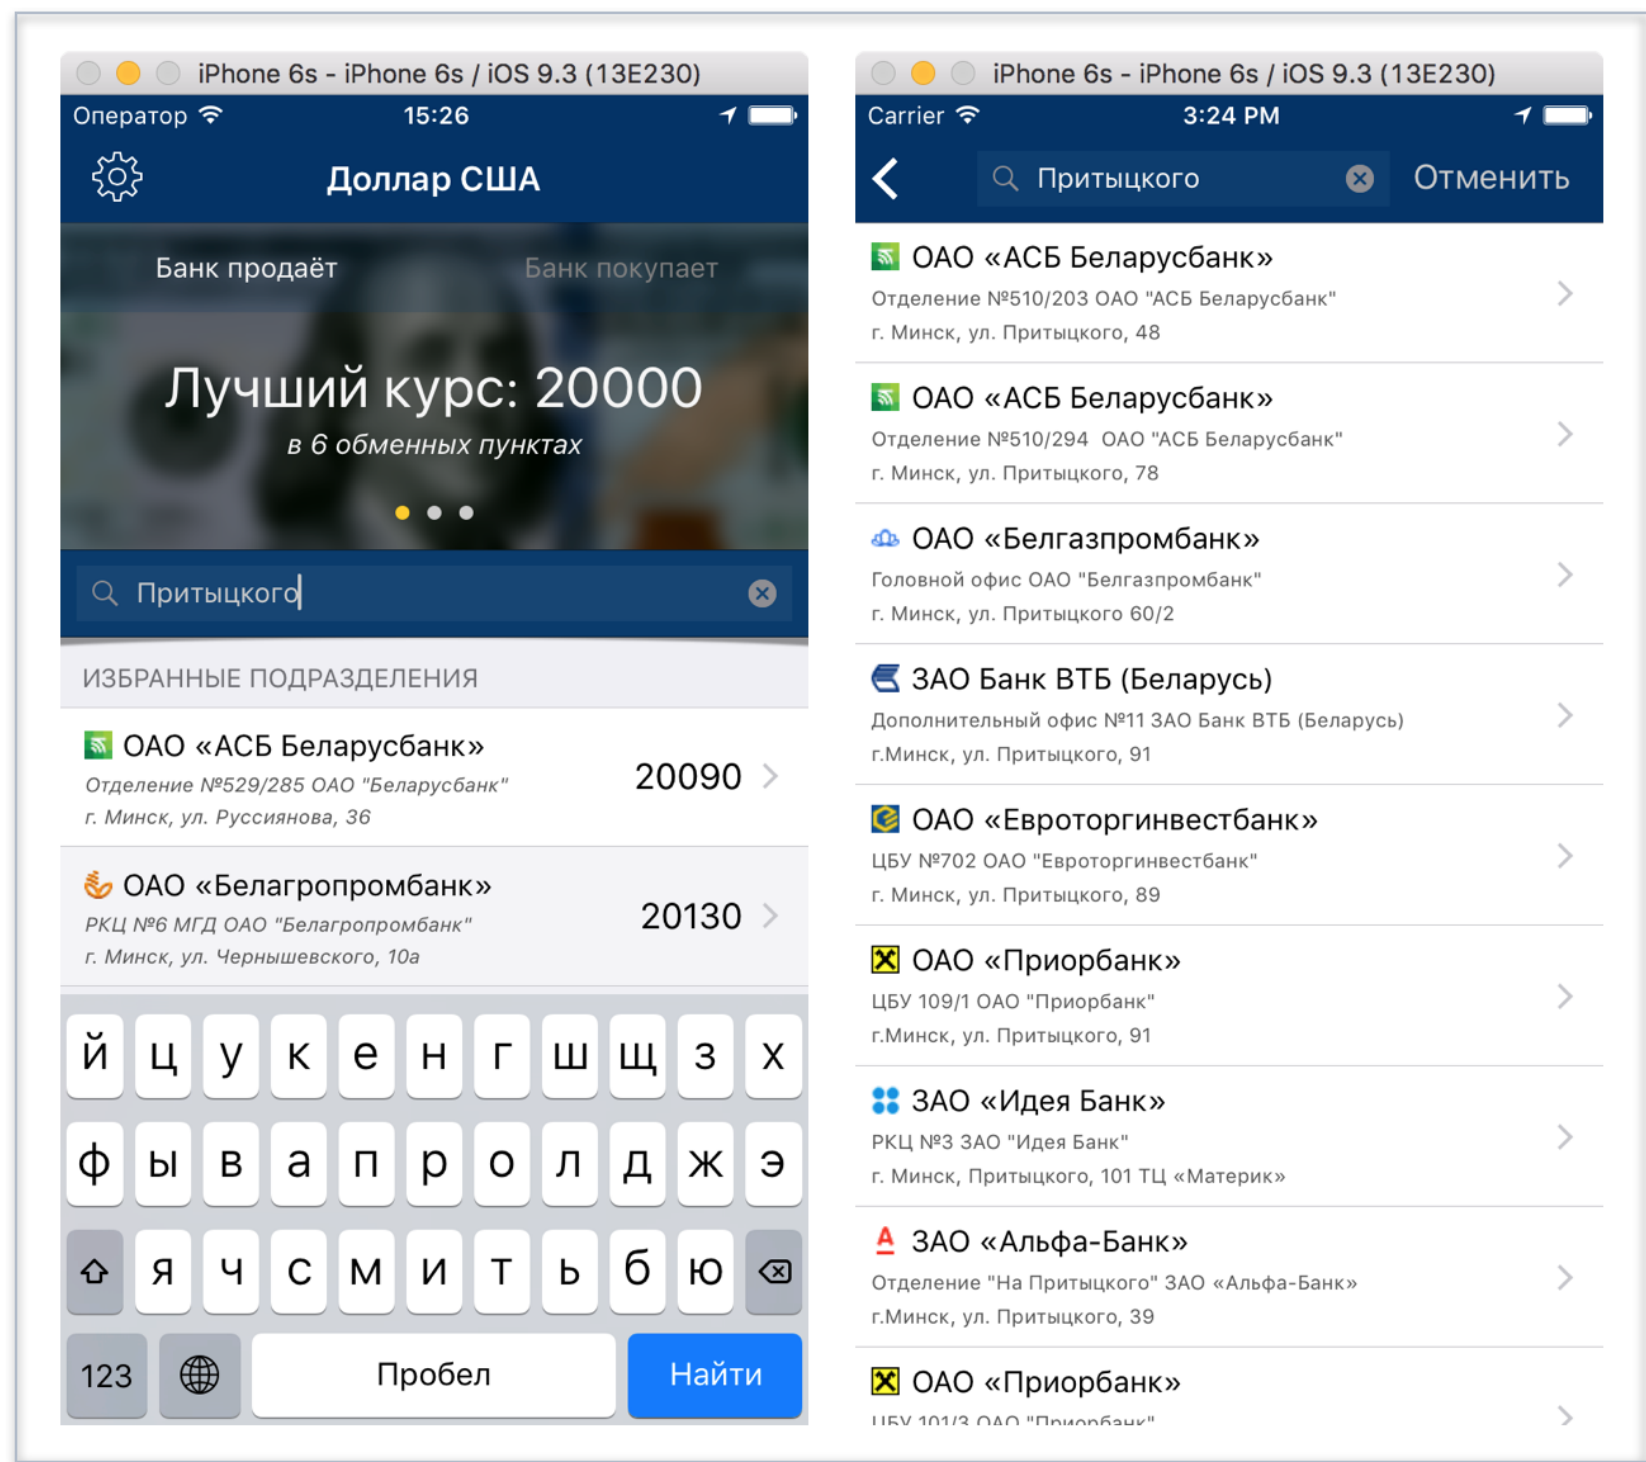 iPhone 6s - iPhone 6s / iOS 9.3 (13E230)
Оператор 15:26
Доллар США
Банк продаёт Банк покупает
Лучший курс: 20000
в 6 обменных пунктах
Притыцкого
ИЗБРАННЫЕ ПОДРАЗДЕЛЕНИЯ
ОАО «АСБ Беларусбанк»
Отделение №529/285 ОАО "Беларусбанк"
г. Минск, ул. Руссиянова, 36
20090
ОАО «Белагропромбанк»
РКЦ №6 МГД ОАО "Белагропромбанк"
г. Минск, ул. Чернышевского, 10а
20130
й ц у к е н г ш щ з х
ф ы в а п р о л д ж э
я ч с м и т ь б ю
123 Пробел Найти
iPhone 6s - iPhone 6s / iOS 9.3 (13E230)
Carrier 3:24 PM
Притыцкого Отменить
ОАО «АСБ Беларусбанк»
Отделение №510/203 ОАО "АСБ Беларусбанк"
г. Минск, ул. Притыцкого, 48
ОАО «АСБ Беларусбанк»
Отделение №510/294 ОАО "АСБ Беларусбанк"
г. Минск, ул. Притыцкого, 78
ОАО «Белгазпромбанк»
Головной офис ОАО "Белгазпромбанк"
г. Минск, ул. Притыцкого 60/2
ЗАО Банк ВТБ (Беларусь)
Дополнительный офис №11 ЗАО Банк ВТБ (Беларусь)
г.Минск, ул. Притыцкого, 91
ОАО «Евроторгинвестбанк»
ЦБУ №702 ОАО "Евроторгинвестбанк"
г. Минск, ул. Притыцкого, 89
ОАО «Приорбанк»
ЦБУ 109/1 ОАО "Приорбанк"
г.Минск, ул. Притыцкого, 91
ЗАО «Идея Банк»
РКЦ №3 ЗАО "Идея Банк"
г. Минск, Притыцкого, 101 ТЦ «Материк»
ЗАО «Альфа-Банк»
Отделение "На Притыцкого" ЗАО «Альфа-Банк»
г.Минск, ул. Притыцкого, 39
ОАО «Приорбанк»
ЦБУ 101/3 ОАО "Приорбанк"